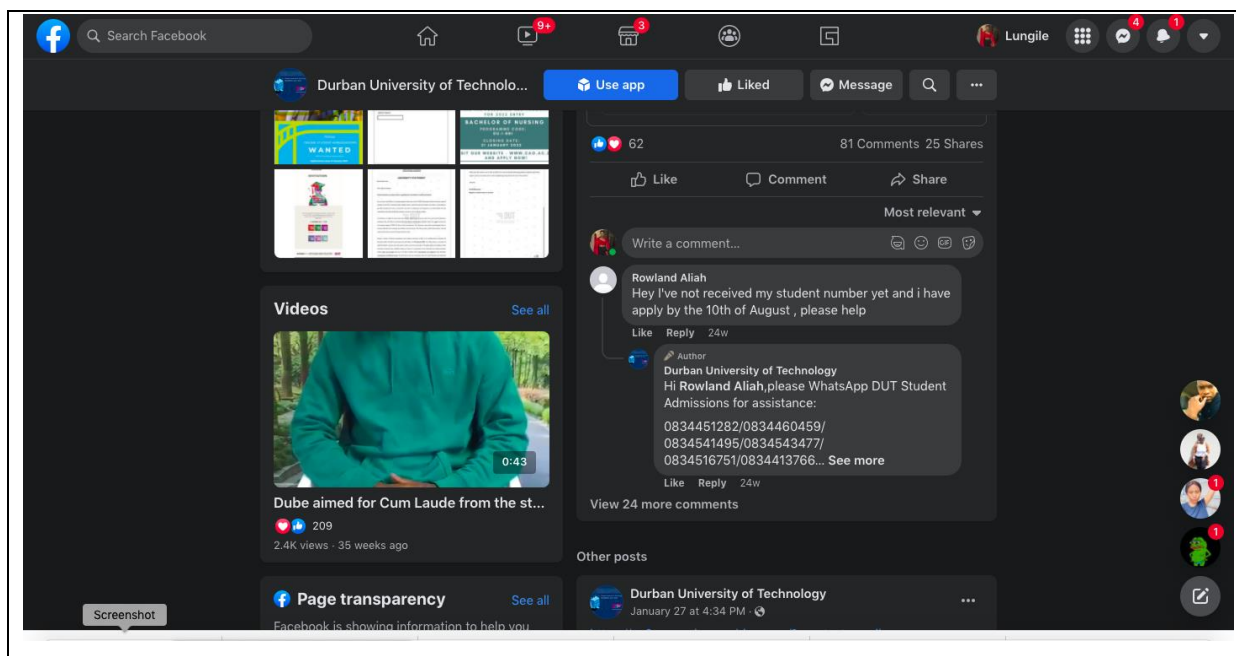 Search Facebook
9+
3
Lungile
4
1
Durban University of Technolo...
Use app
Liked
Message
WANTED
BACHELOR OF NURSING
62
81 Comments 25 Shares
Like
Comment
Share
Most relevant
Write a comment...
GIF
Rowland Aliah
Hey I've not received my student number yet and i have
apply by the 10th of August , please help
Like Reply 24w
Author
Durban University of Technology
Hi Rowland Aliah,please WhatsApp DUT Student
Admissions for assistance:
0834451282/0834460459/
0834541495/0834543477/
0834516751/0834413766... See more
Like Reply 24w
View 24 more comments
Videos
See all
0:43
Dube aimed for Cum Laude from the st...
209
2.4K views · 35 weeks ago
Other posts
Durban University of Technology
January 27 at 4:34 PM ·
Page transparency
See all
Facebook is showing information to help you
1
1
Screenshot